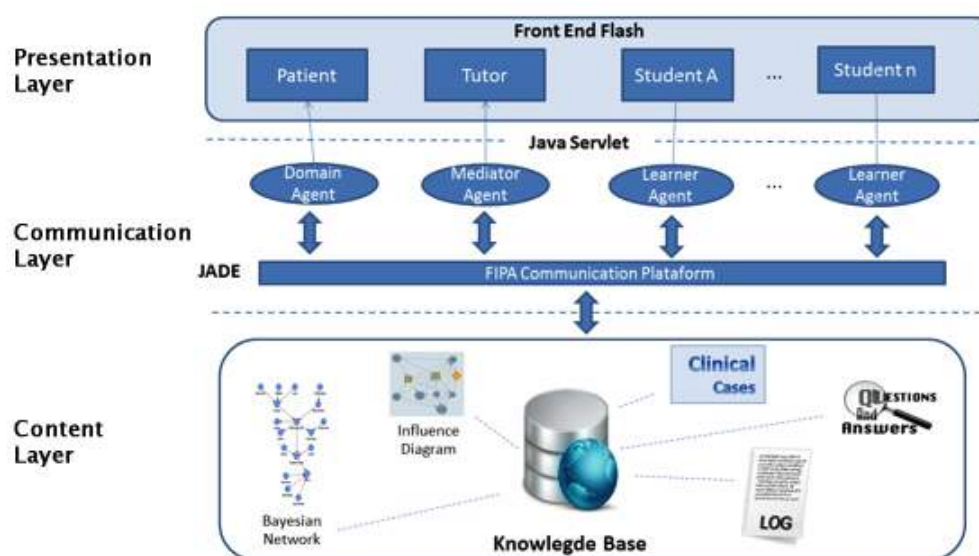 Front End Flash
Presentation
Layer
Patient
Tutor
Student A
...
Student n
Java Servlet
Domain
Agent
Mediator
Agent
Learner
Agent
...
Learner
Agent
Communication
Layer
JADE
FIPA Communication Plataform
Content
Layer
Bayesian
Network
Influence
Diagram
Clinical
Cases
QUESTIONS
And
Answers
LOG
Knowlegde Base